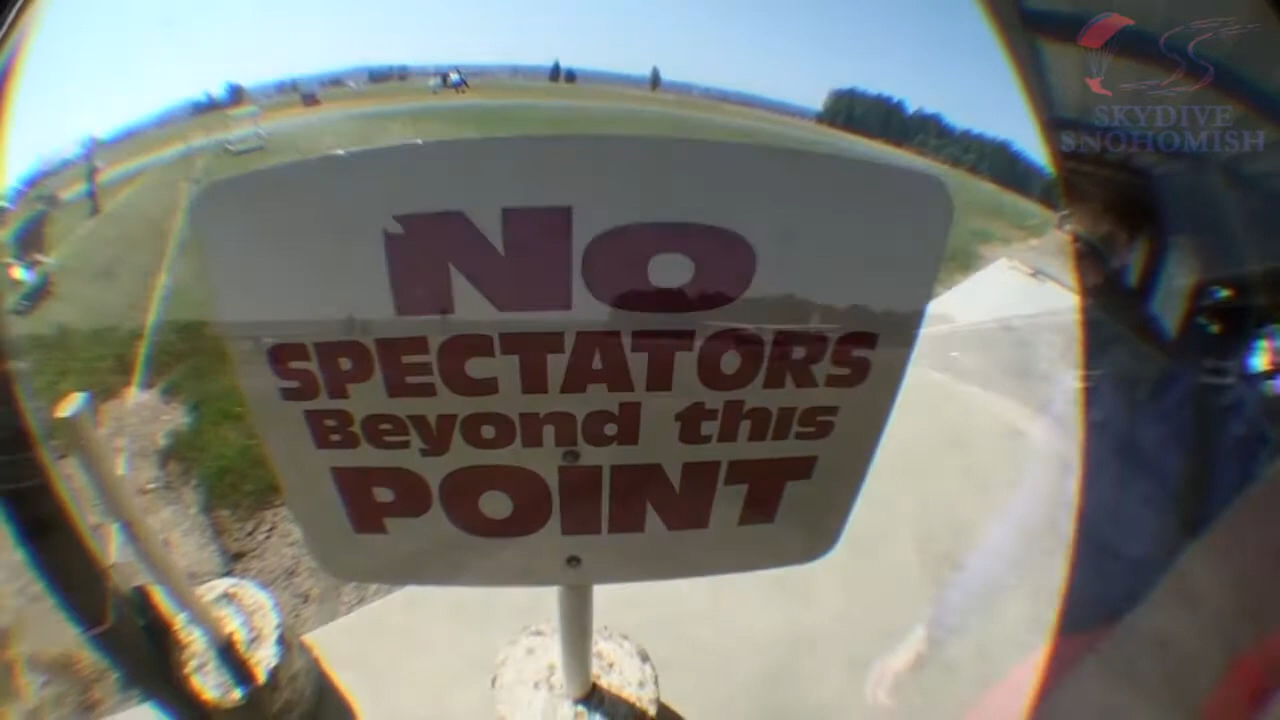 SKYDIVE
SNOHOMISH
NO
SPECTATORS
Beyond this
POINT